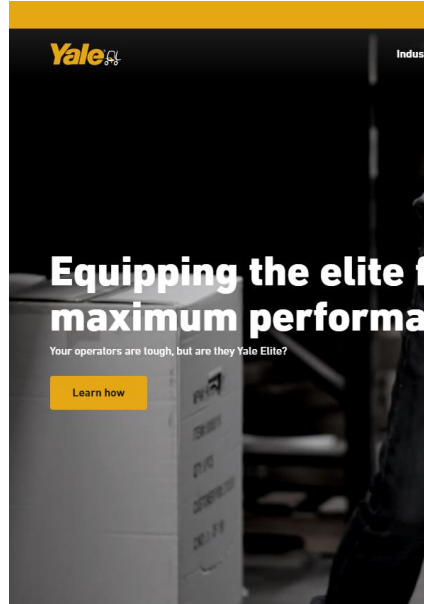 Yale
Indus
Equipping the elite f
maximum performa
Your operators are tough, but are they Yale Elite?
Learn how